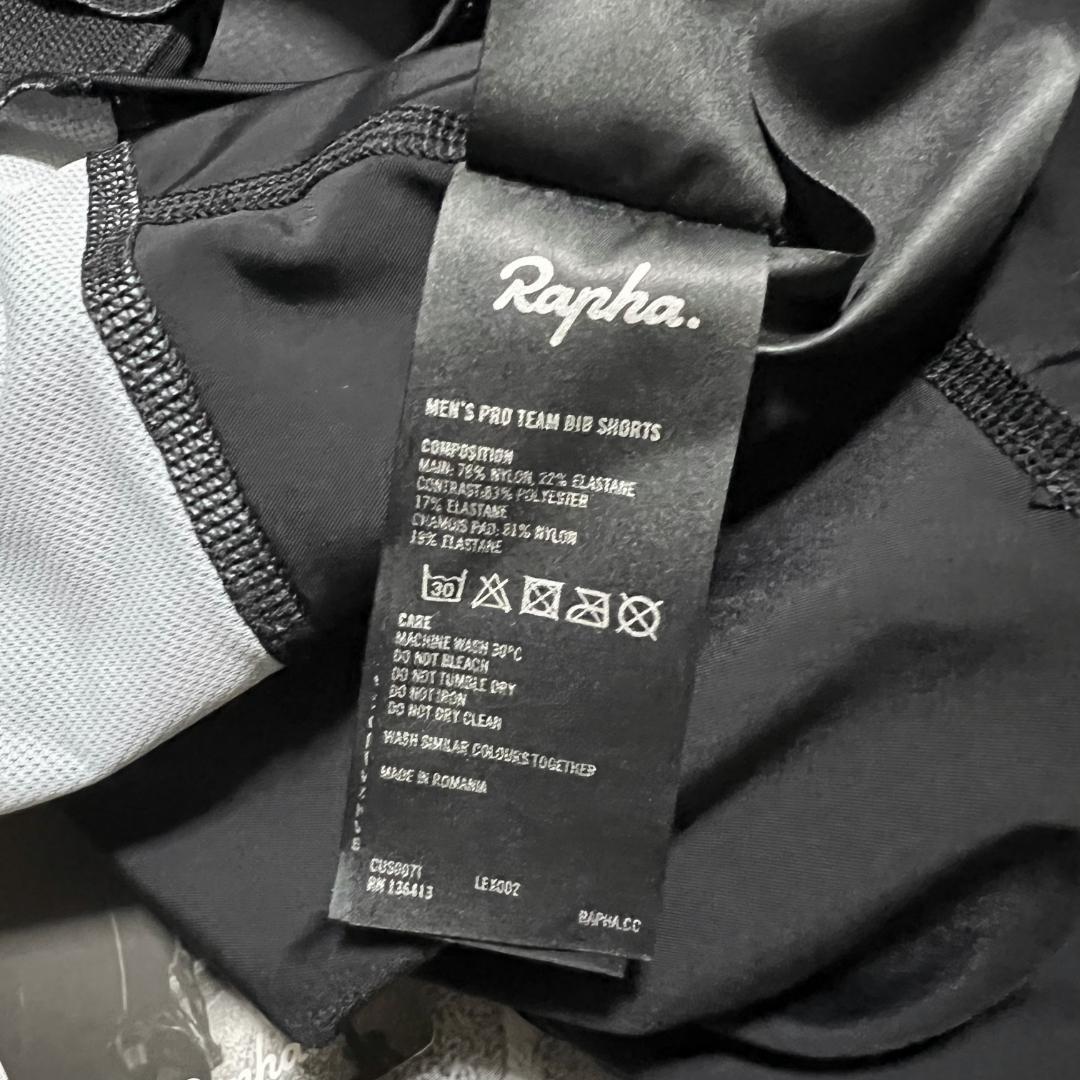 Rapha.
MEN'S PRO TEAM BIB SHORTS
COMPOSITION
MAIN: 78% NYLON, 22% ELASTANE
CONTRAST: 83% POLYESTER
17% ELASTANE
CHAMOIS PAD: 81% NYLON
19% ELASTANE
30
CARE
MACHINE WASH 30°C
DO NOT BLEACH
DO NOT TUMBLE DRY
DO NOT IRON
DO NOT DRY CLEAN
WASH SIMILAR COLOURS TOGETHER
MADE IN ROMANIA
CUS0071
RN 136413
LEX002
RAPHA.CC